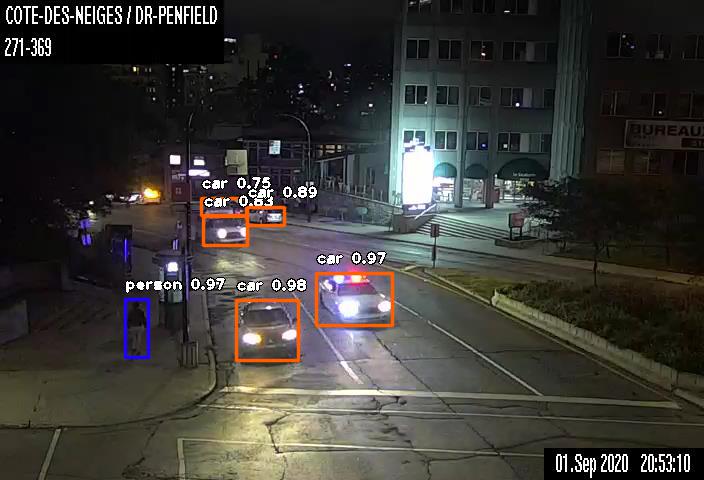 COTE-DES-NEIGES / DR-PENFIELD
271-369
car 0.75
car 0.89
car 0.83
car 0.97
person 0.97
car 0.98
BUREAUX
01.Sep 2020 20:53:10